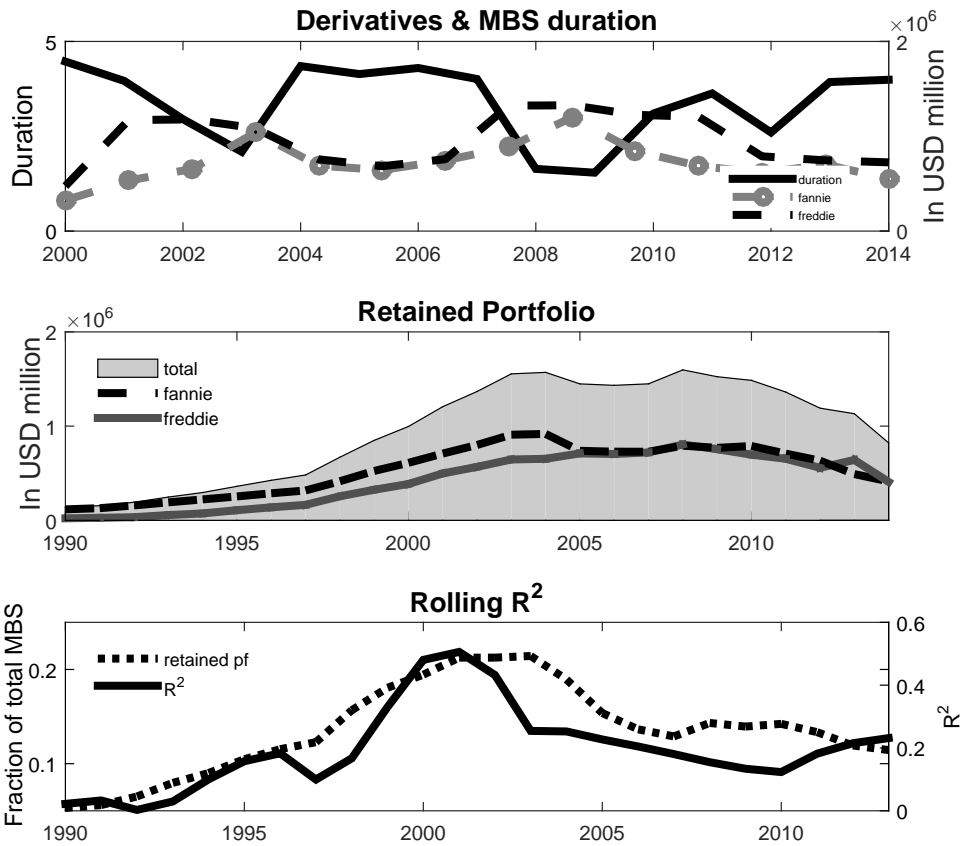 Derivatives & MBS duration
×10^6
5
2
Duration
In USD million
duration
fannie
freddie
0
0
2000 2002 2004 2006 2008 2010 2012 2014
Retained Portfolio
×10^6
2
In USD million
total
fannie
freddie
1
0
1990 1995 2000 2005 2010
Rolling R^2
Fraction of total MBS
0.6
retained pf
R^2
0.2
0.4
R^2
0.2
0.1
0
1990 1995 2000 2005 2010